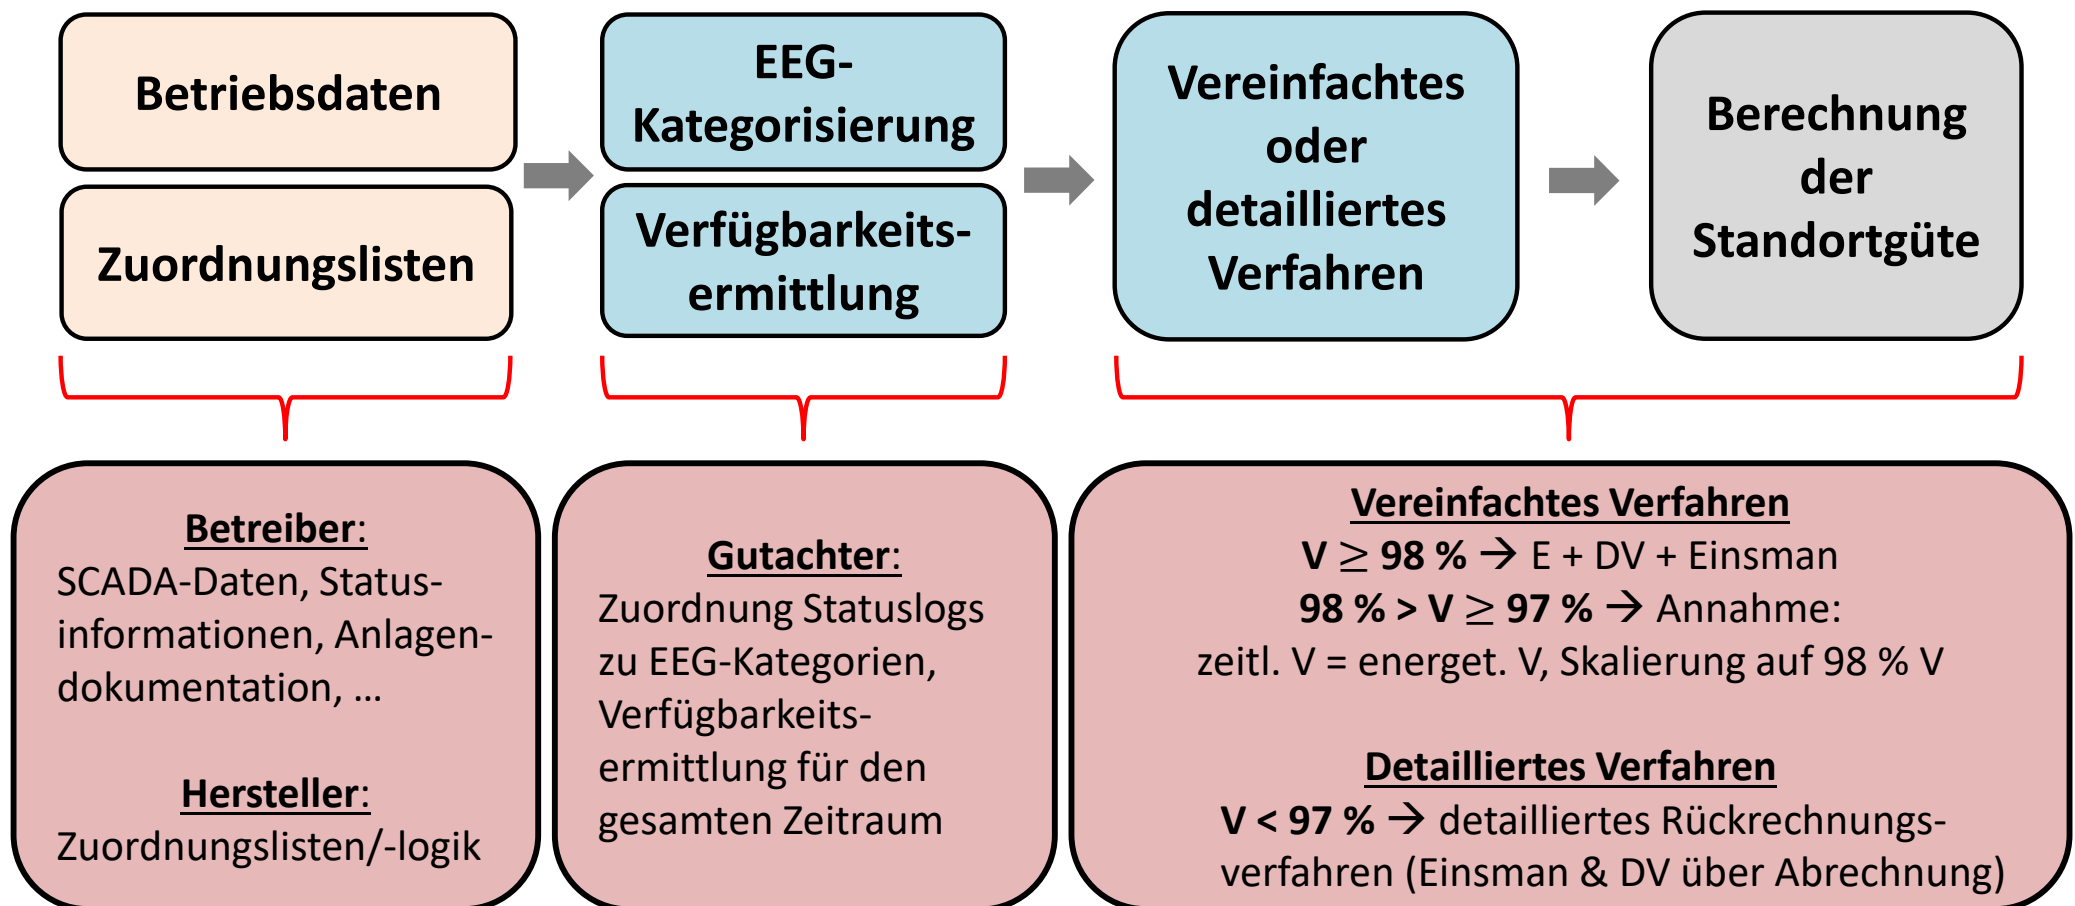 Betriebsdaten
Zuordnungslisten
EEG-
Kategorisierung
Verfügbarkeits-
ermittlung
Vereinfachtes
oder
detailliertes
Verfahren
Berechnung
der
Standortgüte
Betreiber:
SCADA-Daten, Status-
informationen, Anlagen-
dokumentation, ...
Hersteller:
Zuordnungslisten/-logik
Gutachter:
Zuordnung Statuslogs
zu EEG-Kategorien,
Verfügbarkeits-
ermittlung für den
gesamten Zeitraum
Vereinfachtes Verfahren
V ≥ 98 % → E + DV + Einsman
98 % > V ≥ 97 % → Annahme:
zeitl. V = energet. V, Skalierung auf 98 % V
Detailliertes Verfahren
V < 97 % → detailliertes Rückrechnungs-
verfahren (Einsman & DV über Abrechnung)